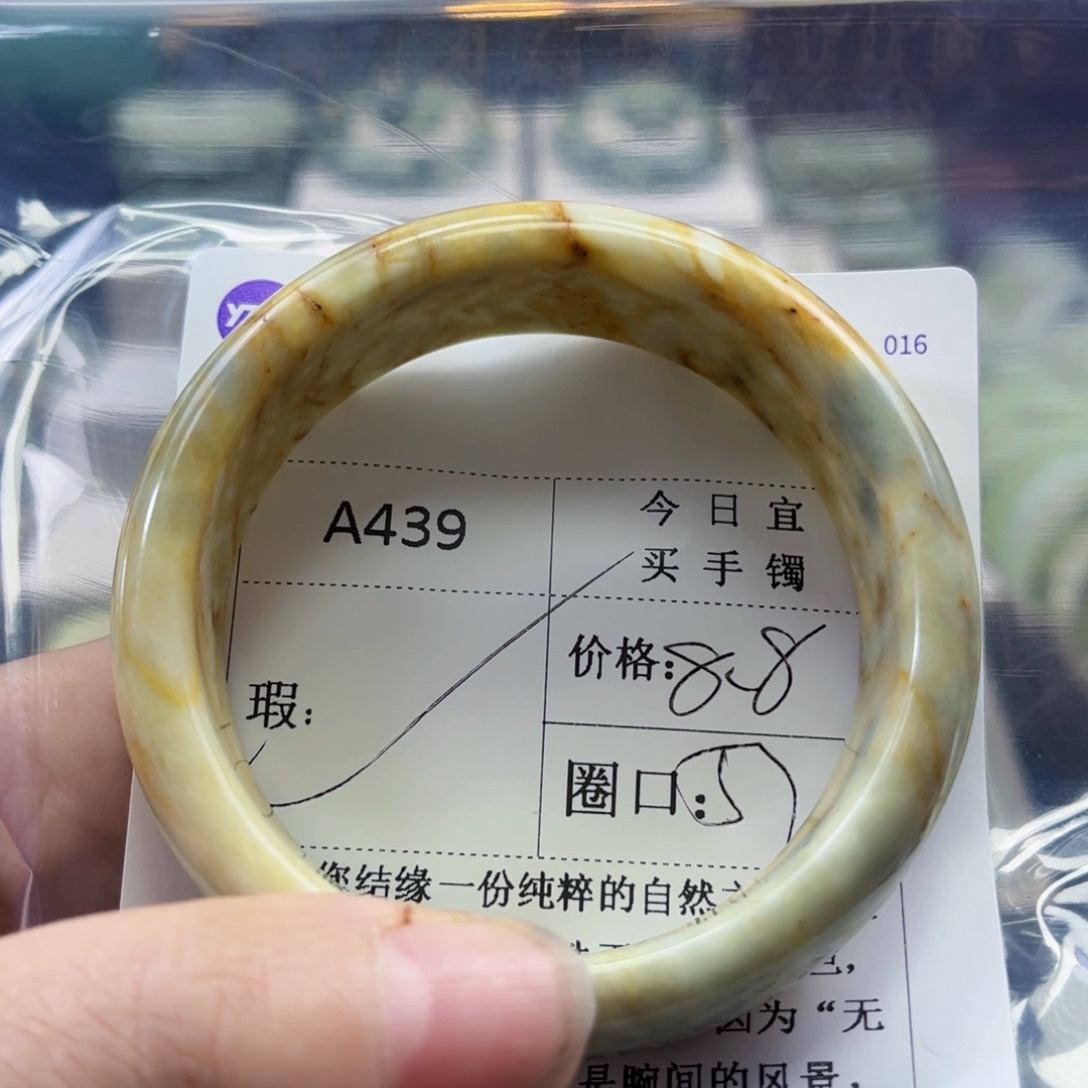 016
A439
今日宜
买手镯
价格:88
瑕:
圈口:
您结缘一份纯粹的自然
因为“无
是腕间的风景,